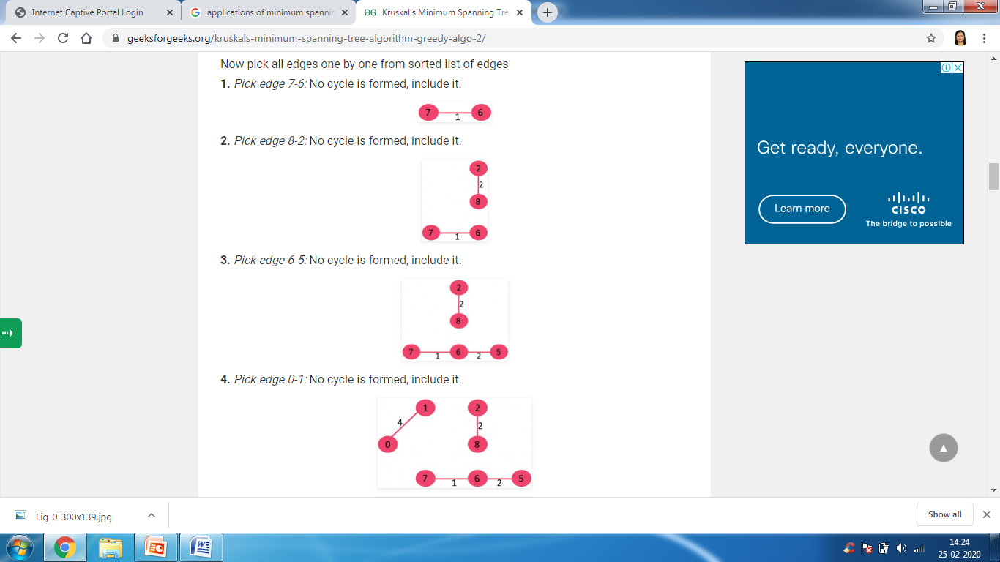 Internet Captive Portal Login
applications of minimum spannin
Kruskal's Minimum Spanning Tre
geeksforgeeks.org/kruskals-minimum-spanning-tree-algorithm-greedy-algo-2/
Now pick all edges one by one from sorted list of edges
1. Pick edge 7-6: No cycle is formed, include it.
7 1 6
2. Pick edge 8-2: No cycle is formed, include it.
2
2
8
7 1 6
3. Pick edge 6-5: No cycle is formed, include it.
2
2
8
7 1 6 2 5
4. Pick edge 0-1: No cycle is formed, include it.
1 2
4 2
0 8
7 1 6 2 5
Get ready, everyone.
Learn more
CISCO
The bridge to possible
Fig-0-300x139.jpg
Show all
14:24
25-02-2020